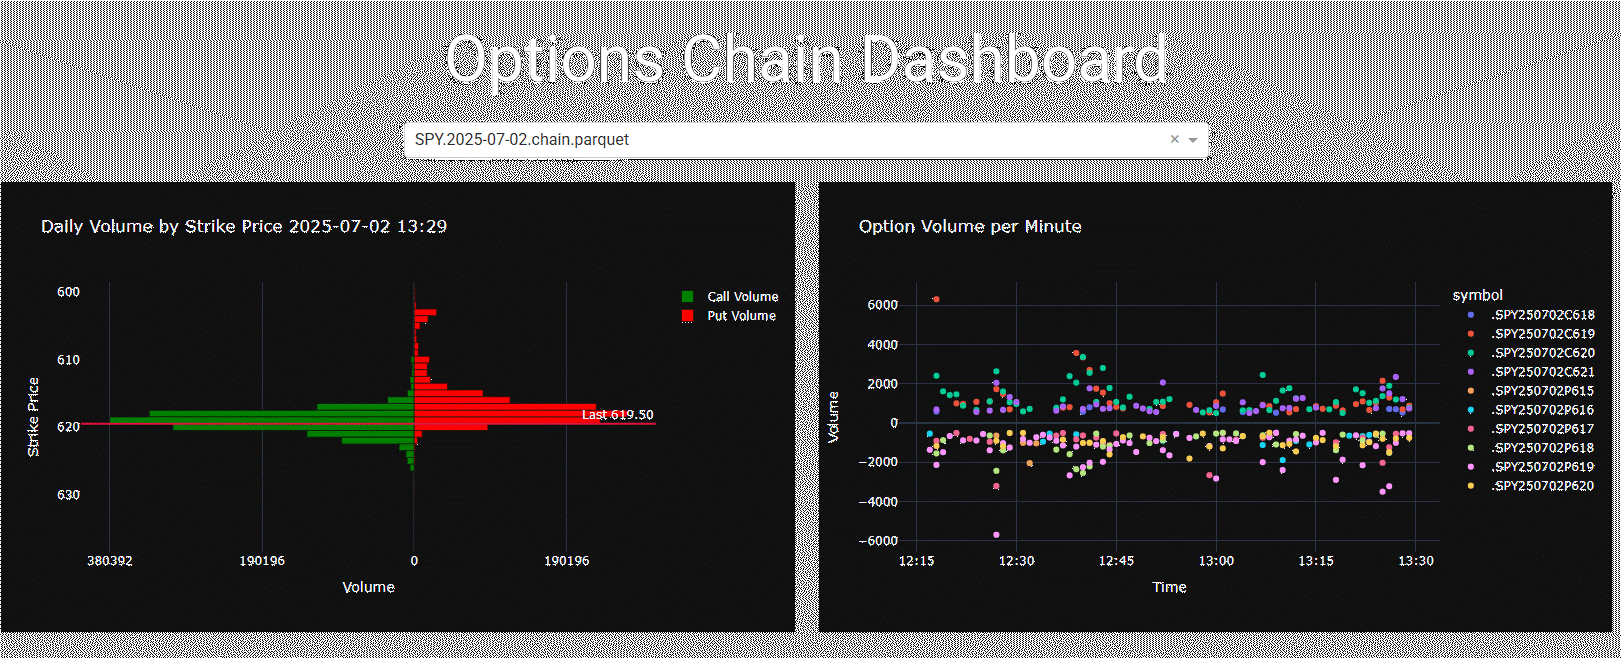 Options Chain Dashboard
SPY.2025-07-02.chain.parquet
Daily Volume by Strike Price 2025-07-02 13:29
600
610
620
630
Strike Price
380392
190196
0
190196
Volume
Call Volume
Put Volume
Last 619.50
Option Volume per Minute
6000
4000
2000
0
−2000
−4000
−6000
Volume
12:15
12:30
12:45
13:00
13:15
13:30
Time
symbol
.SPY250702C618
.SPY250702C619
.SPY250702C620
.SPY250702C621
.SPY250702P615
.SPY250702P616
.SPY250702P617
.SPY250702P618
.SPY250702P619
.SPY250702P620